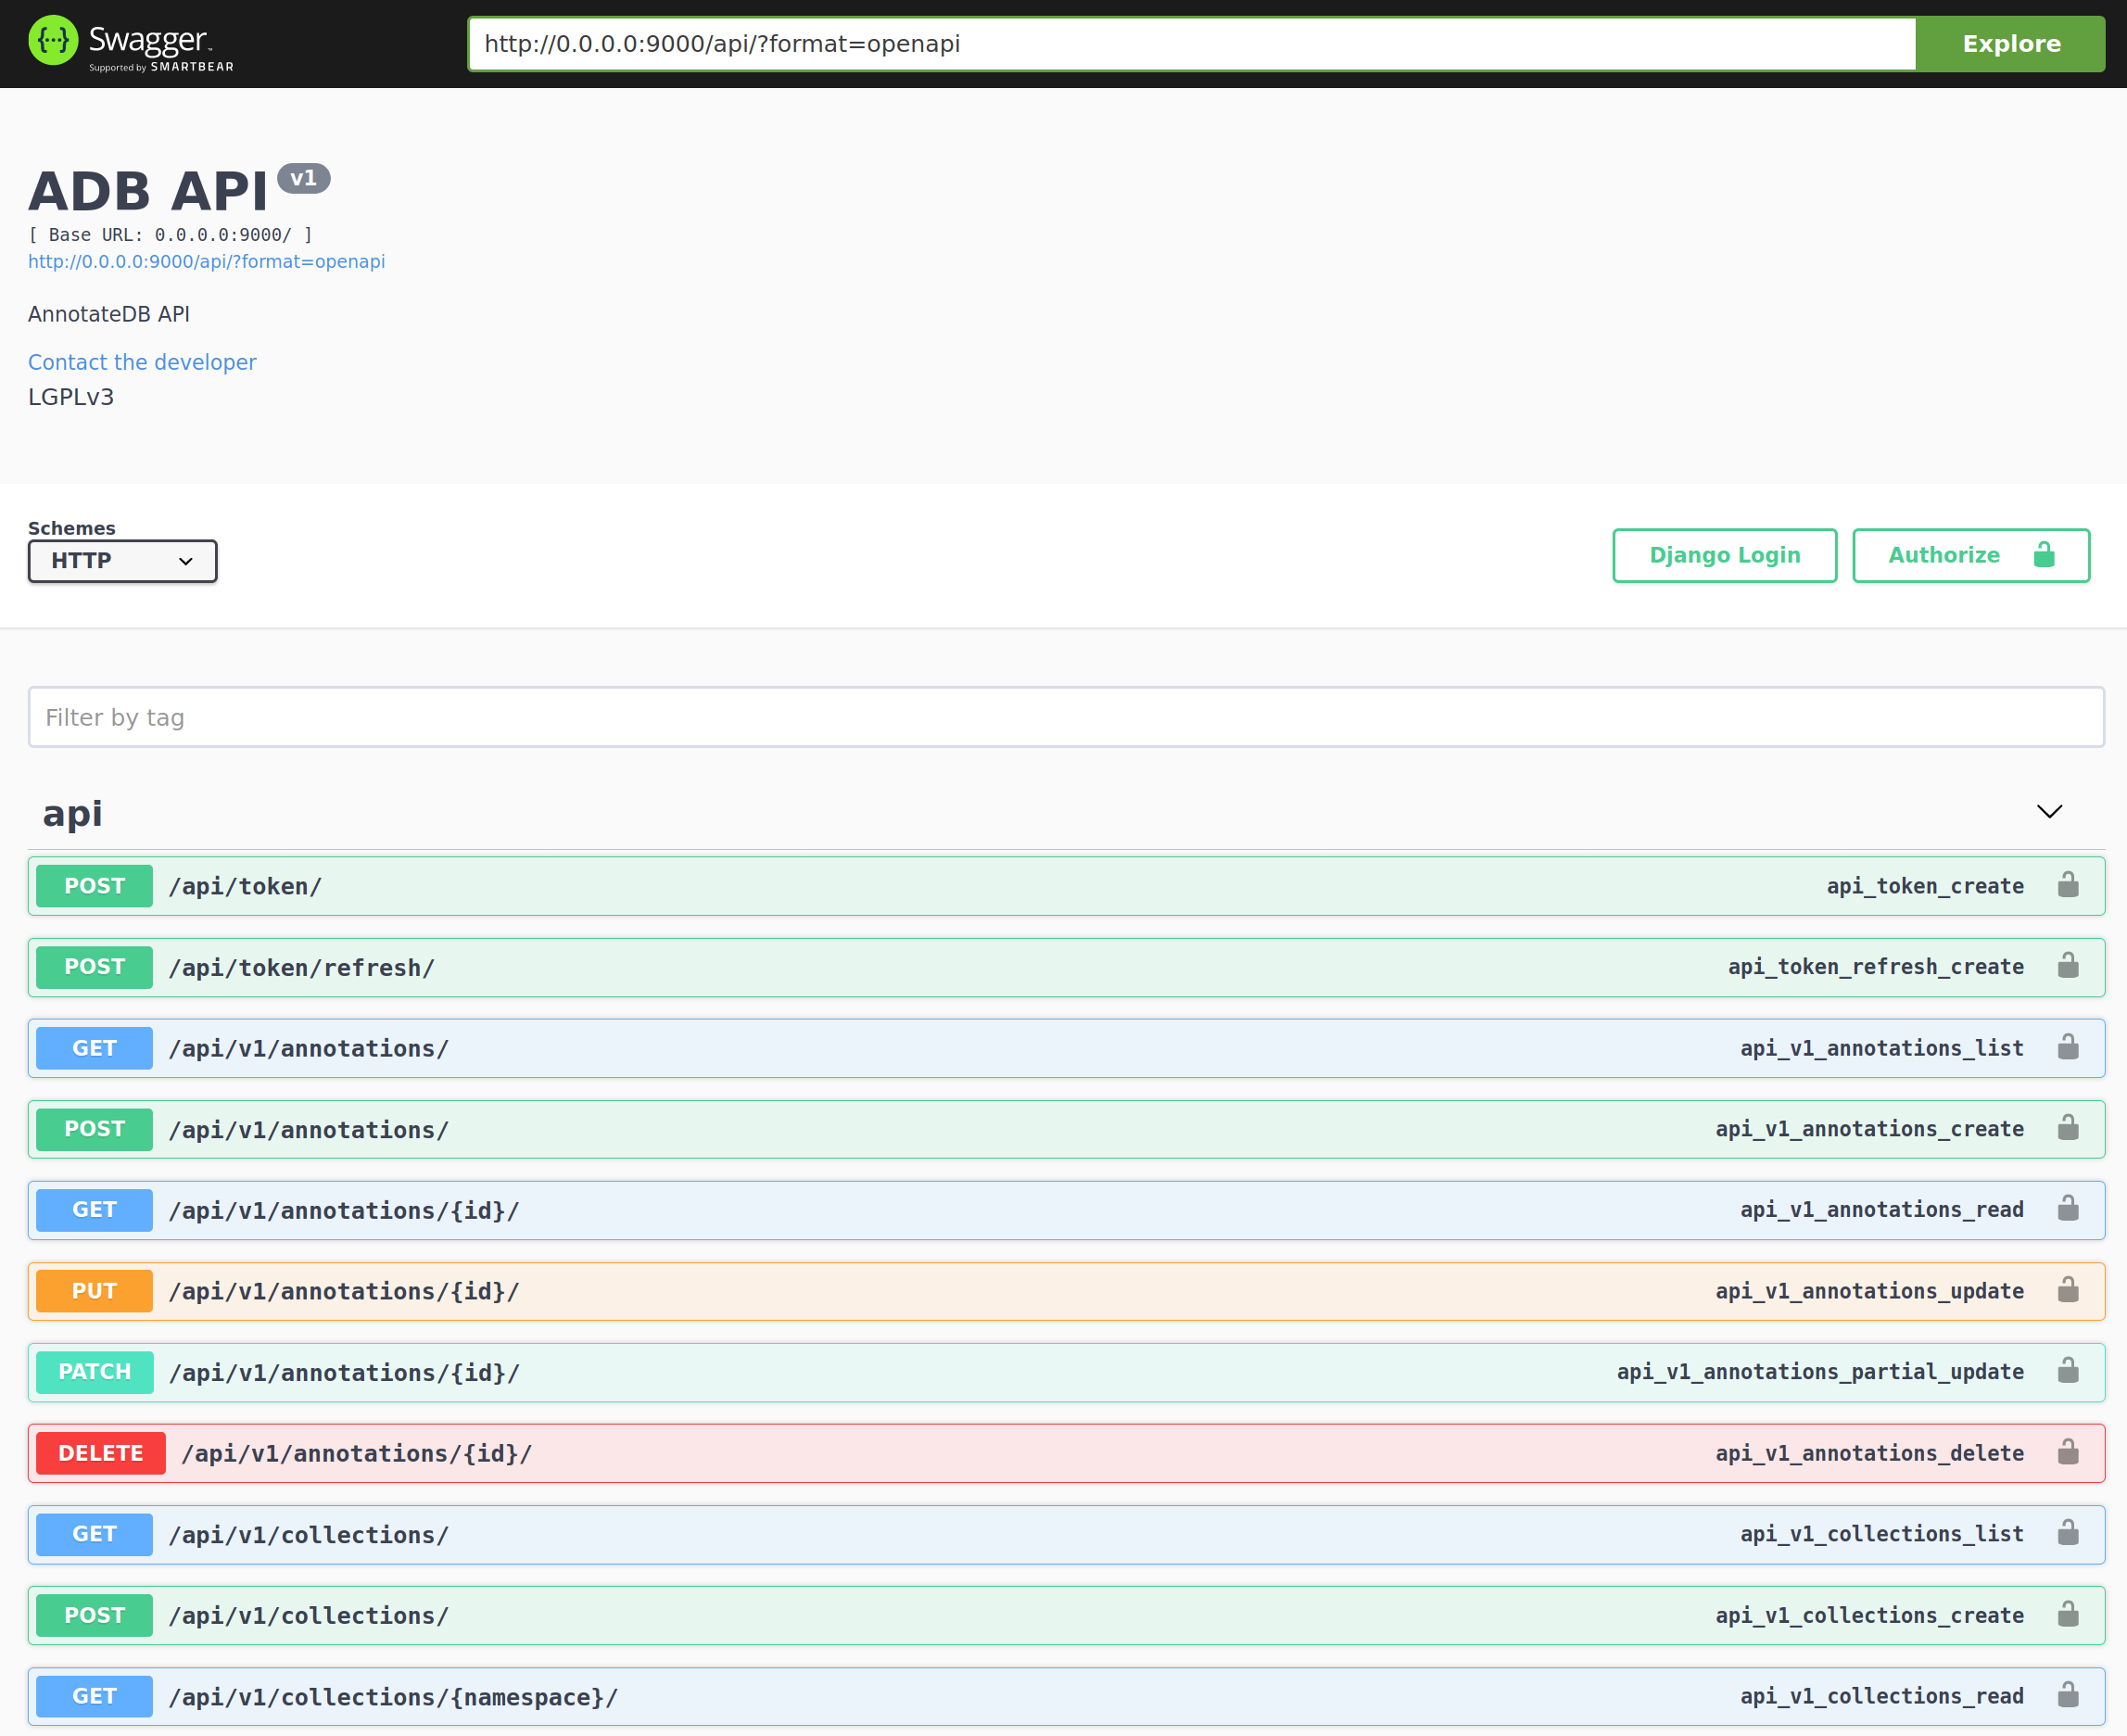 {···} Swagger™
Supported by SMARTBEAR
http://0.0.0.0:9000/api/?format=openapi
Explore
ADB API v1
[ Base URL: 0.0.0.0:9000/ ]
http://0.0.0.0:9000/api/?format=openapi
AnnotateDB API
Contact the developer
LGPLv3
Schemes
HTTP
Django Login
Authorize
Filter by tag
api
POST /api/token/ api_token_create
POST /api/token/refresh/ api_token_refresh_create
GET /api/v1/annotations/ api_v1_annotations_list
POST /api/v1/annotations/ api_v1_annotations_create
GET /api/v1/annotations/{id}/ api_v1_annotations_read
PUT /api/v1/annotations/{id}/ api_v1_annotations_update
PATCH /api/v1/annotations/{id}/ api_v1_annotations_partial_update
DELETE /api/v1/annotations/{id}/ api_v1_annotations_delete
GET /api/v1/collections/ api_v1_collections_list
POST /api/v1/collections/ api_v1_collections_create
GET /api/v1/collections/{namespace}/ api_v1_collections_read